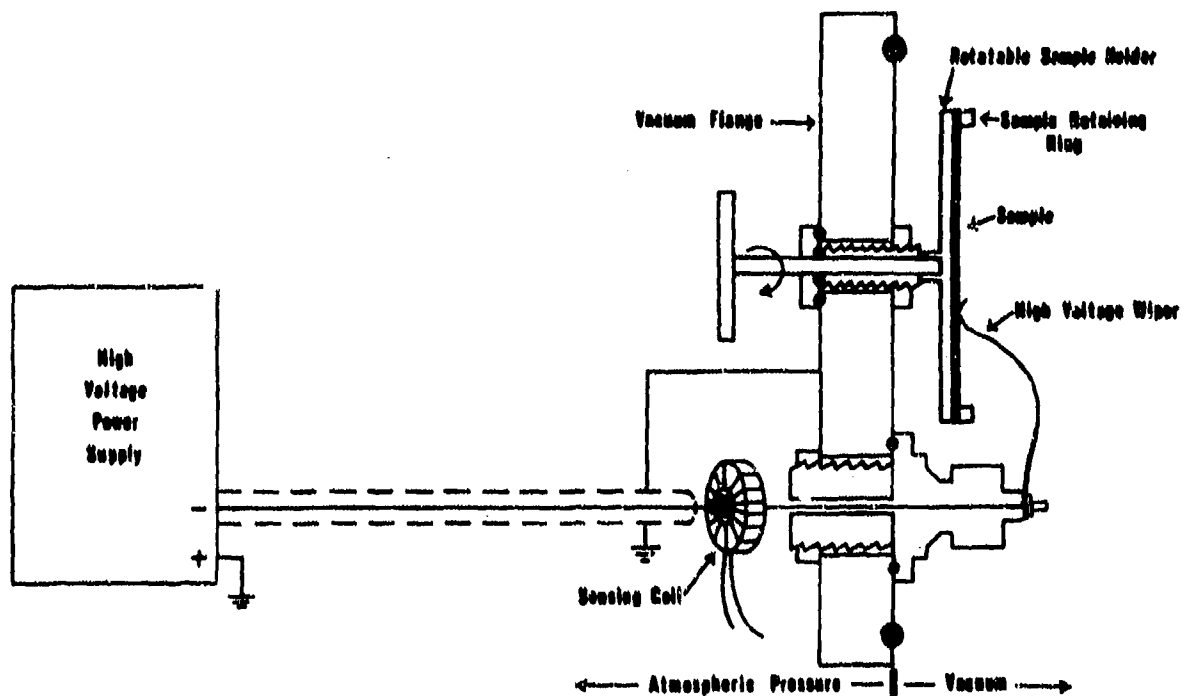 Rotatable Sample Holder
Vacuum Flange
Sample Retaining
Ring
Sample
High Voltage Wiper
High
Voltage
Power
Supply
-
+
Sensing Coil
Atmospheric Pressure
Vacuum